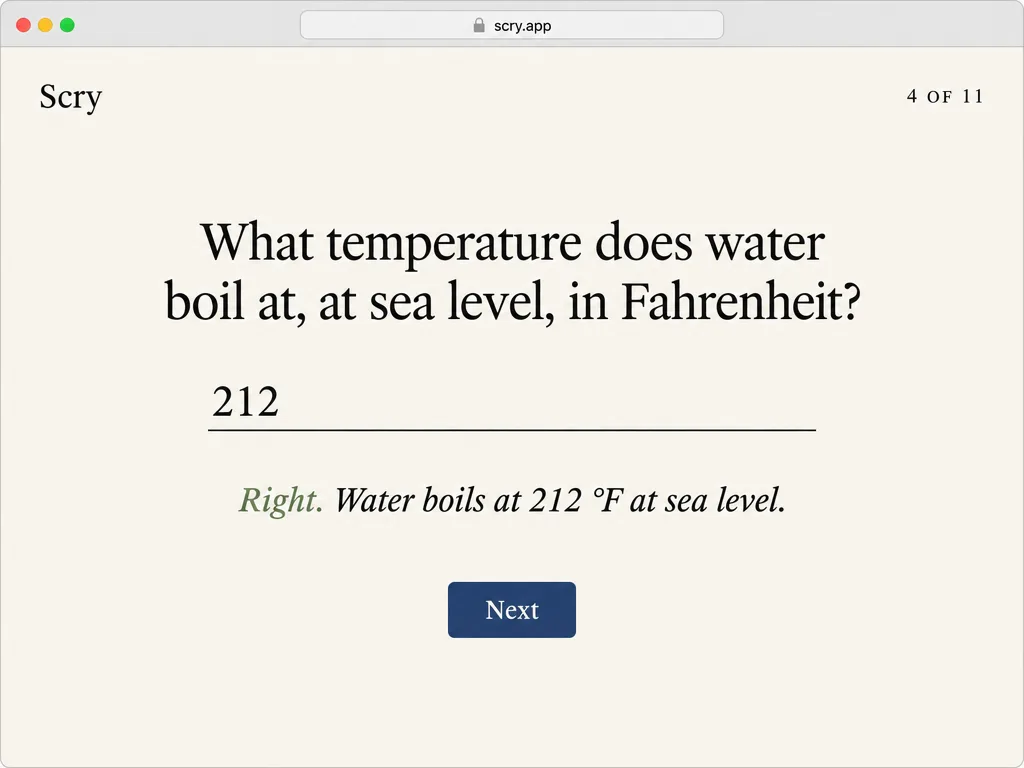 scry.app
Scry
4 OF 11
What temperature does water
boil at, at sea level, in Fahrenheit?
212
Right. Water boils at 212 °F at sea level.
Next